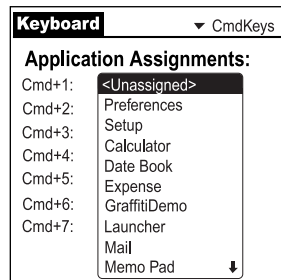 Keyboard CmdKeys
Application Assignments:
Cmd+1: <Unassigned>
Cmd+2: Preferences
Setup
Cmd+3: Calculator
Cmd+4: Date Book
Cmd+5: Expense
Cmd+6: GraffitiDemo
Cmd+7: Launcher
Mail
Memo Pad